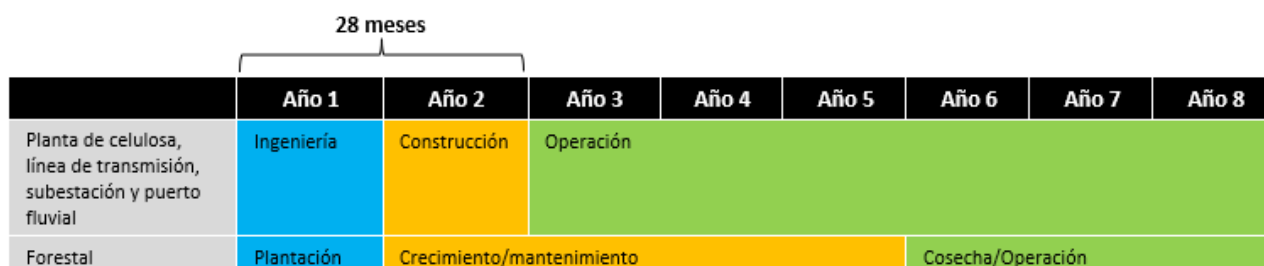 28 meses
Año 1 Año 2 Año 3 Año 4 Año 5 Año 6 Año 7 Año 8
Planta de celulosa, Ingeniería Construcción Operación
línea de transmisión,
subestación y puerto
fluvial
Forestal Plantación Crecimiento/mantenimiento Cosecha/Operación